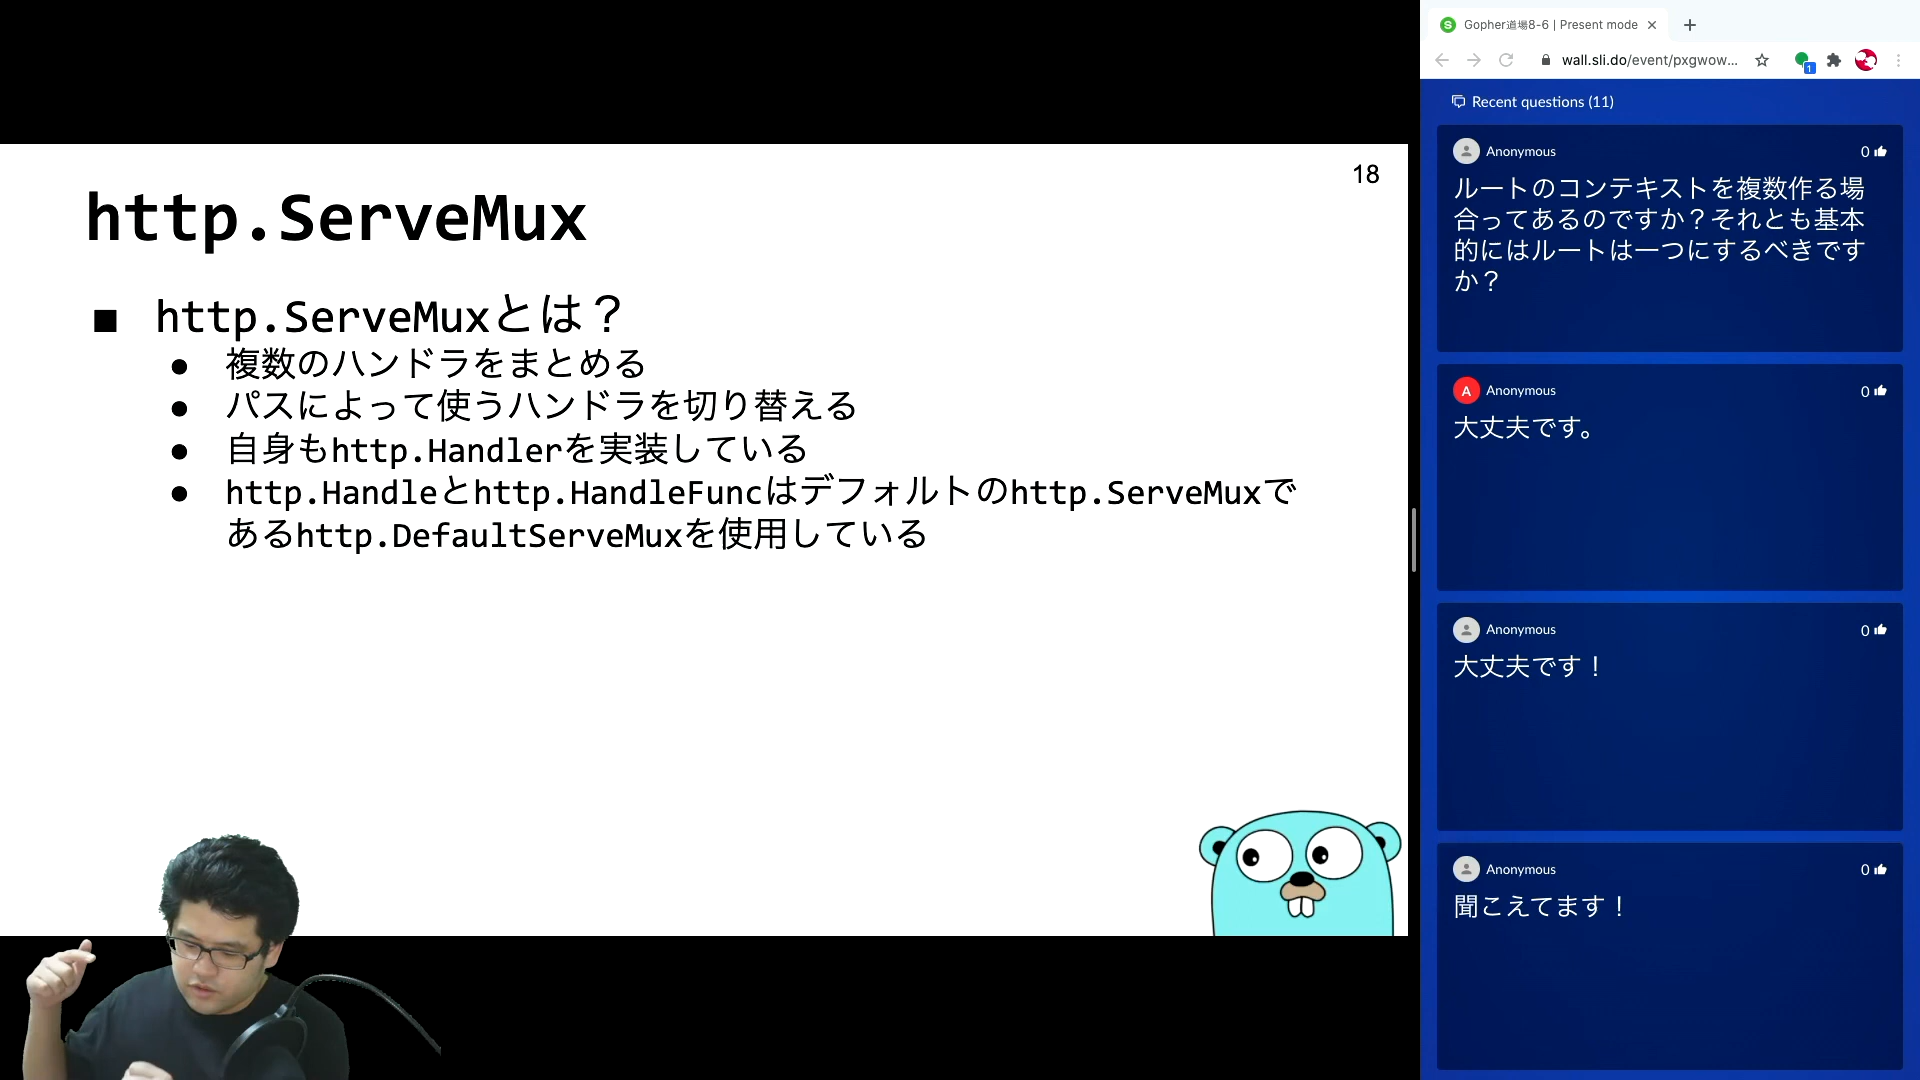 18
http.ServeMux
■ http.ServeMuxとは？
● 複数のハンドラをまとめる
● パスによって使うハンドラを切り替える
● 自身もhttp.Handlerを実装している
● http.Handleとhttp.HandleFuncはデフォルトのhttp.ServeMuxで
あるhttp.DefaultServeMuxを使用している
S Gopher道場8-6 | Present mode
wall.sli.do/event/pxgwow...
1
Recent questions (11)
Anonymous 0
ルートのコンテキストを複数作る場
合ってあるのですか？それとも基本
的にはルートは一つにするべきです
か？
A Anonymous 0
大丈夫です。
Anonymous 0
大丈夫です！
Anonymous 0
聞こえてます！